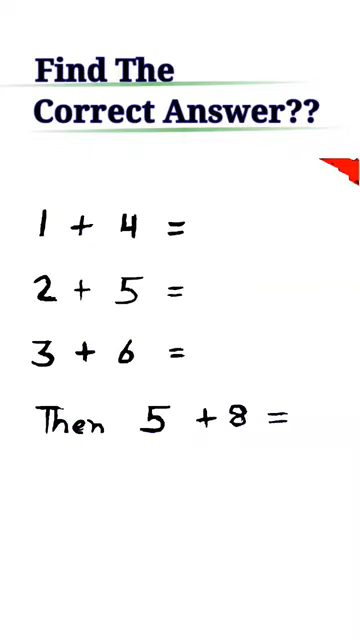 Find The
Correct Answer??
1 + 4 =
2 + 5 =
3 + 6 =
Then 5 + 8 =